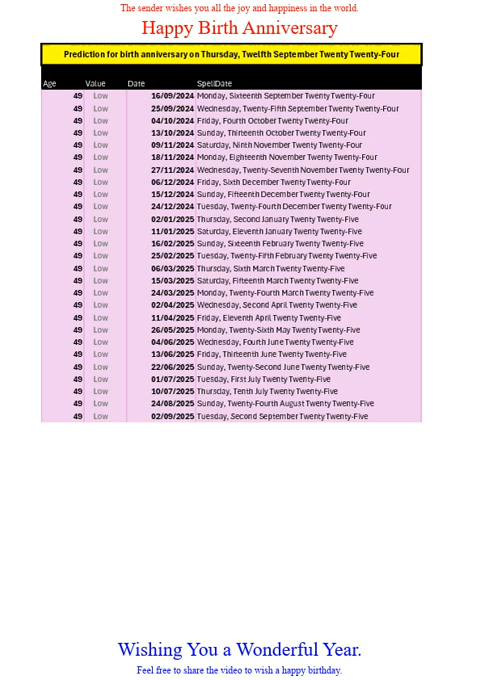 The sender wishes you all the joy and happiness in the world.
Happy Birth Anniversary
Prediction for birth anniversary on Thursday, Twelfth September Twenty Twenty-Four
Age Value Date SpellDate
49 Low 16/09/2024 Monday, Sixteenth September Twenty Twenty-Four
49 Low 25/09/2024 Wednesday, Twenty-Fifth September Twenty Twenty-Four
49 Low 04/10/2024 Friday, Fourth October Twenty Twenty-Four
49 Low 13/10/2024 Sunday, Thirteenth October Twenty Twenty-Four
49 Low 09/11/2024 Saturday, Ninth November Twenty Twenty-Four
49 Low 18/11/2024 Monday, Eighteenth November Twenty Twenty-Four
49 Low 27/11/2024 Wednesday, Twenty-Seventh November Twenty Twenty-Four
49 Low 06/12/2024 Friday, Sixth December Twenty Twenty-Four
49 Low 15/12/2024 Sunday, Fifteenth December Twenty Twenty-Four
49 Low 24/12/2024 Tuesday, Twenty-Fourth December Twenty Twenty-Four
49 Low 02/01/2025 Thursday, Second January Twenty Twenty-Five
49 Low 11/01/2025 Saturday, Eleventh January Twenty Twenty-Five
49 Low 16/02/2025 Sunday, Sixteenth February Twenty Twenty-Five
49 Low 25/02/2025 Tuesday, Twenty-Fifth February Twenty Twenty-Five
49 Low 06/03/2025 Thursday, Sixth March Twenty Twenty-Five
49 Low 15/03/2025 Saturday, Fifteenth March Twenty Twenty-Five
49 Low 24/03/2025 Monday, Twenty-Fourth March Twenty Twenty-Five
49 Low 02/04/2025 Wednesday, Second April Twenty Twenty-Five
49 Low 11/04/2025 Friday, Eleventh April Twenty Twenty-Five
49 Low 26/05/2025 Monday, Twenty-Sixth May Twenty Twenty-Five
49 Low 04/06/2025 Wednesday, Fourth June Twenty Twenty-Five
49 Low 13/06/2025 Friday, Thirteenth June Twenty Twenty-Five
49 Low 22/06/2025 Sunday, Twenty-Second June Twenty Twenty-Five
49 Low 01/07/2025 Tuesday, First July Twenty Twenty-Five
49 Low 10/07/2025 Thursday, Tenth July Twenty Twenty-Five
49 Low 24/08/2025 Sunday, Twenty-Fourth August Twenty Twenty-Five
49 Low 02/09/2025 Tuesday, Second September Twenty Twenty-Five
Wishing You a Wonderful Year.
Feel free to share the video to wish a happy birthday.